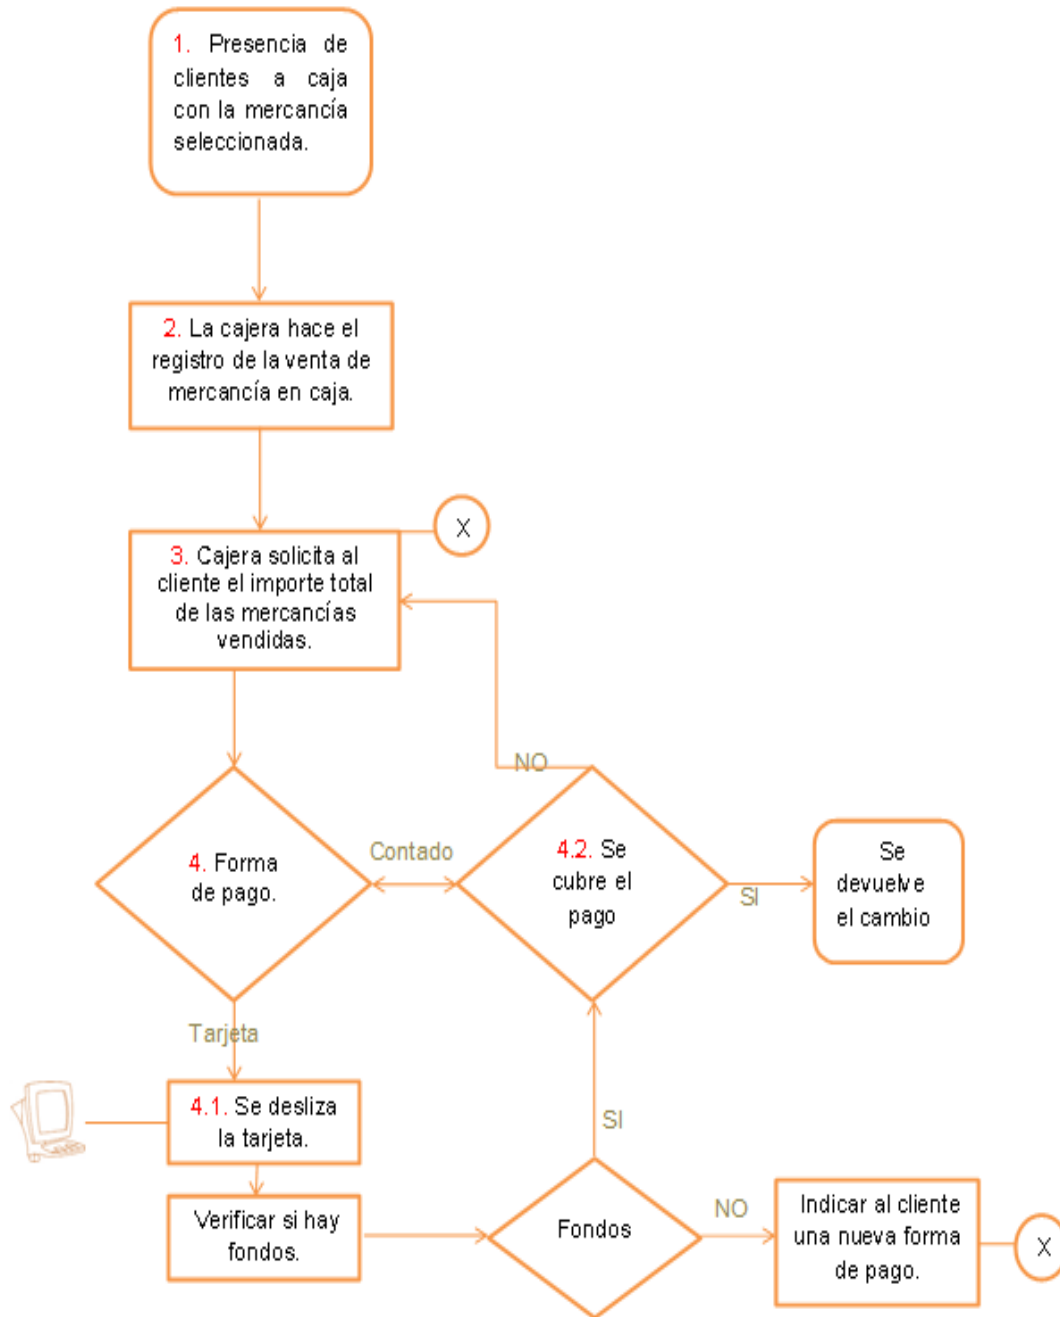 1. Presencia de
clientes a caja
con la mercancía
seleccionada.
2. La cajera hace el
registro de la venta de
mercancía en caja.
X
3. Cajera solicita al
cliente el importe total
de las mercancías
vendidas.
NO
4. Forma
de pago.
Contado
4.2. Se
cubre el
pago
SI
Se
devuelve
el cambio
Tarjeta
4.1. Se desliza
la tarjeta.
Verificar si hay
fondos.
SI
Fondos
NO
Indicar al cliente
una nueva forma
de pago.
X